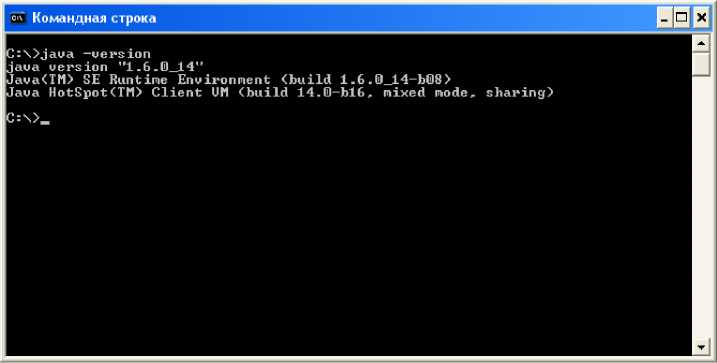 Командная строка
C:\>java -version
java version "1.6.0_14"
Java(TM) SE Runtime Environment (build 1.6.0_14-b08)
Java HotSpot(TM) Client VM (build 14.0-b16, mixed mode, sharing)
C:\>_